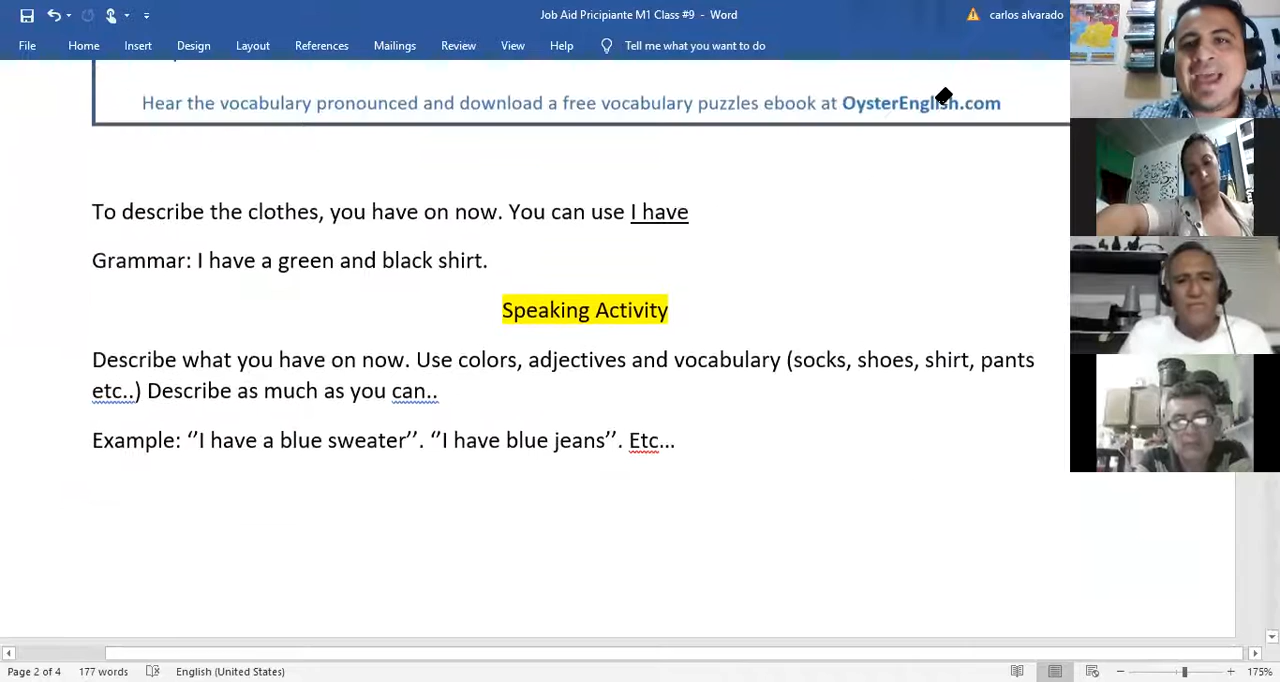 Job Aid Pricipiante M1 Class #9 - Word
carlos alvarado
File Home Insert Design Layout References Mailings Review View Help Tell me what you want to do
Hear the vocabulary pronounced and download a free vocabulary puzzles ebook at OysterEnglish.com
To describe the clothes, you have on now. You can use I have
Grammar: I have a green and black shirt.
Speaking Activity
Describe what you have on now. Use colors, adjectives and vocabulary (socks, shoes, shirt, pants
etc..) Describe as much as you can..
Example: ‘’I have a blue sweater’’. ‘’I have blue jeans’’. Etc...
Page 2 of 4 177 words English (United States) 175%